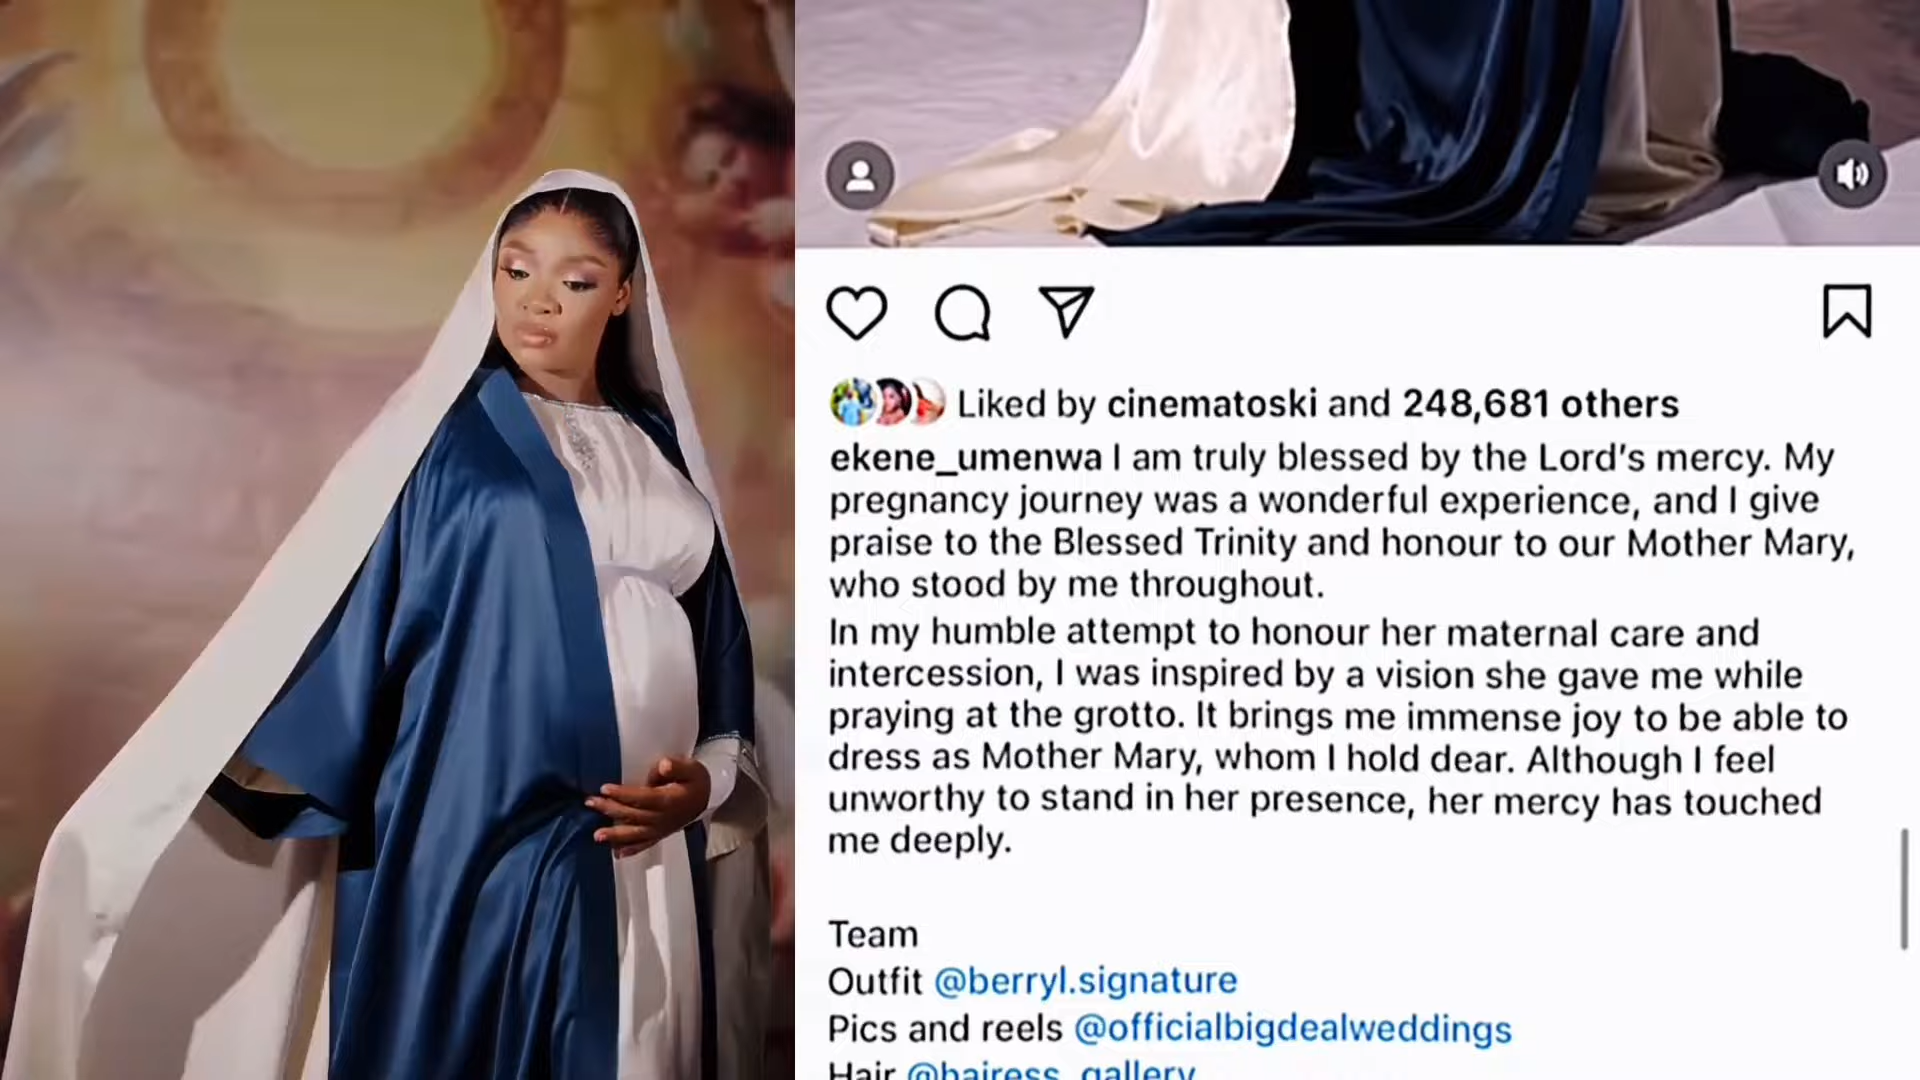 Liked by cinematoski and 248,681 others
ekene_umenwa I am truly blessed by the Lord's mercy. My
pregnancy journey was a wonderful experience, and I give
praise to the Blessed Trinity and honour to our Mother Mary,
who stood by me throughout.
In my humble attempt to honour her maternal care and
intercession, I was inspired by a vision she gave me while
praying at the grotto. It brings me immense joy to be able to
dress as Mother Mary, whom I hold dear. Although I feel
unworthy to stand in her presence, her mercy has touched
me deeply.
Team
Outfit @berryl.signature
Pics and reels @officialbigdealweddings
Hair @hairess_gallery